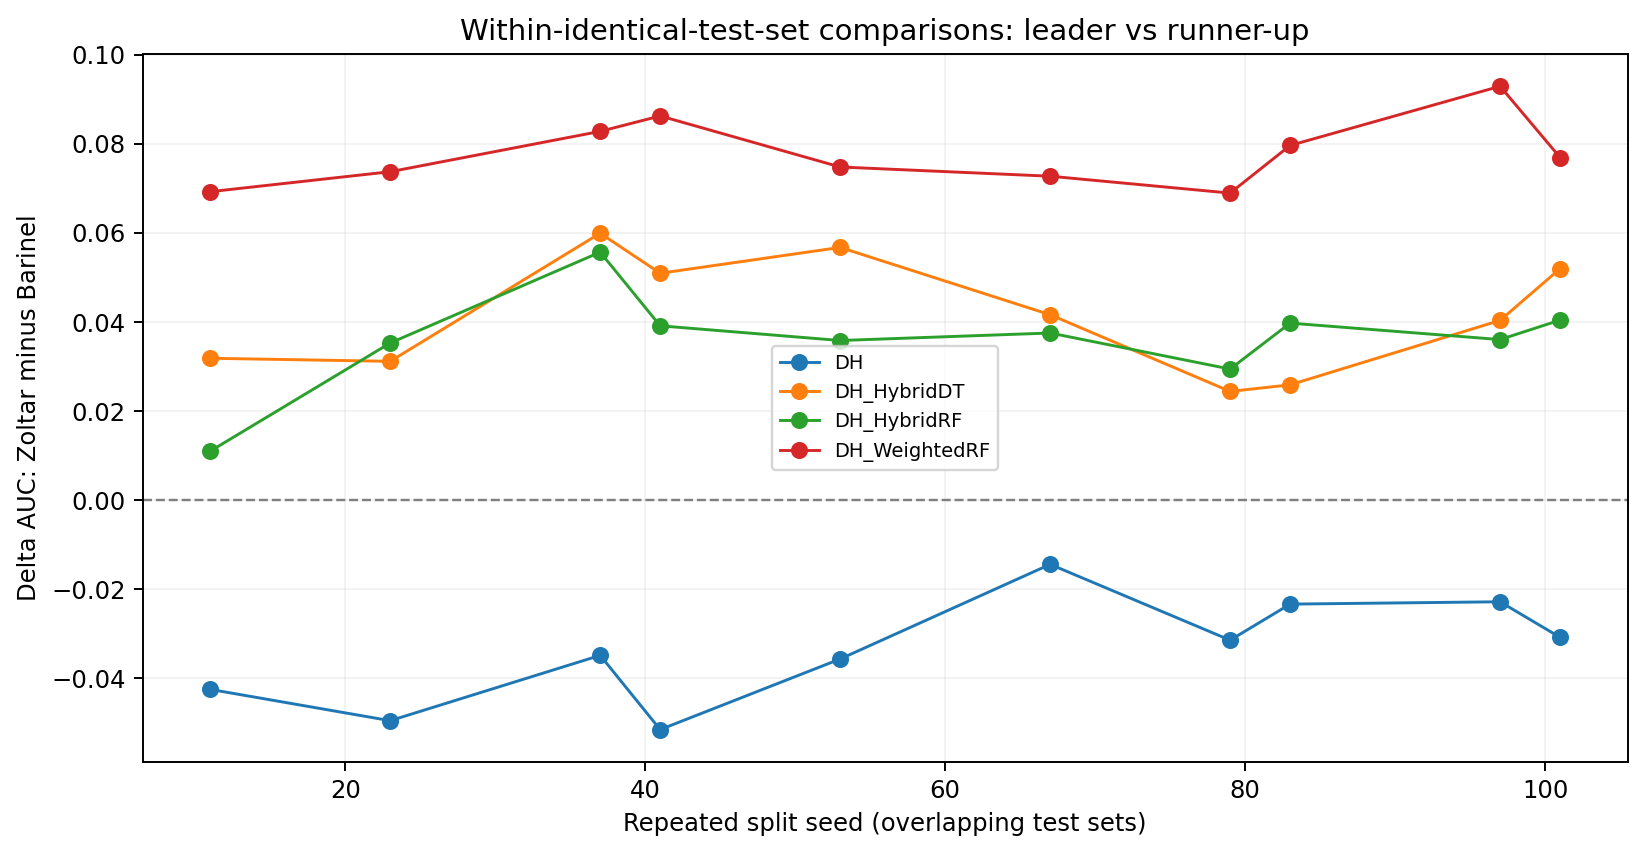 Within-identical-test-set comparisons: leader vs runner-up
Delta AUC: Zoltar minus Barinel
0.10
0.08
0.06
0.04
0.02
0.00
−0.02
−0.04
DH
DH_HybridDT
DH_HybridRF
DH_WeightedRF
20
40
60
80
100
Repeated split seed (overlapping test sets)